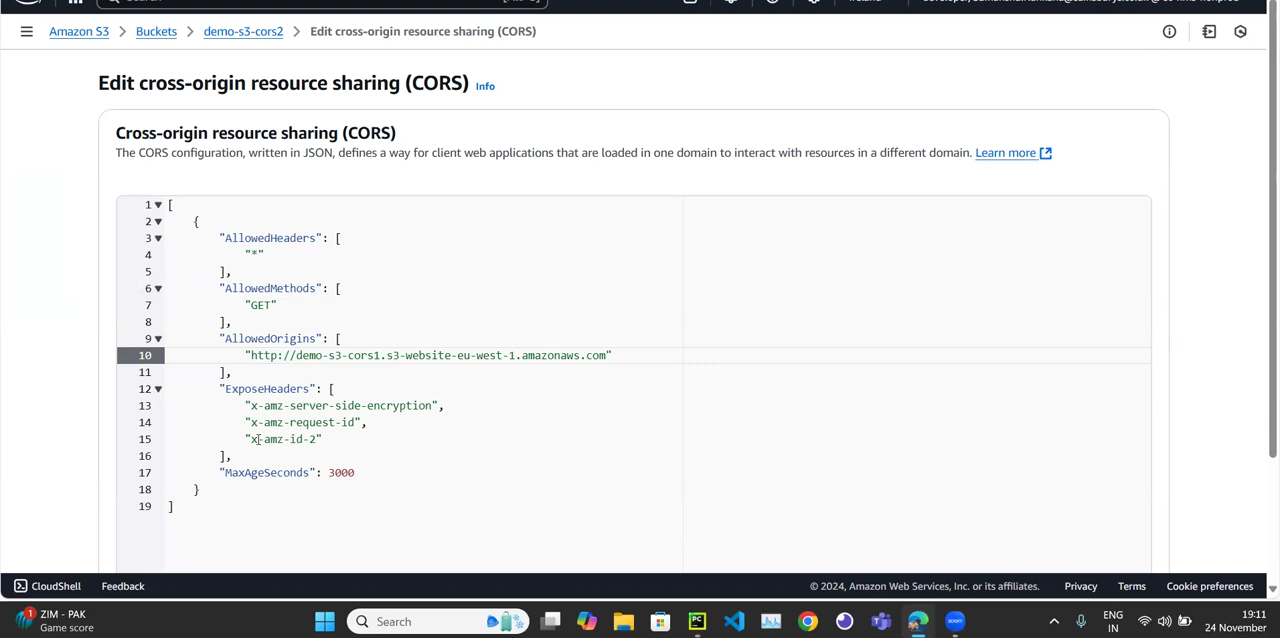 Amazon S3 > Buckets > demo-s3-cors2 > Edit cross-origin resource sharing (CORS)
Edit cross-origin resource sharing (CORS) Info
Cross-origin resource sharing (CORS)
The CORS configuration, written in JSON, defines a way for client web applications that are loaded in one domain to interact with resources in a different domain. Learn more
1 [
2 {
3 "AllowedHeaders": [
4 "*"
5 ],
6 "AllowedMethods": [
7 "GET"
8 ],
9 "AllowedOrigins": [
10 "http://demo-s3-cors1.s3-website-eu-west-1.amazonaws.com"
11 ],
12 "ExposeHeaders": [
13 "x-amz-server-side-encryption",
14 "x-amz-request-id",
15 "x-amz-id-2"
16 ],
17 "MaxAgeSeconds": 3000
18 }
19 ]
CloudShell Feedback © 2024, Amazon Web Services, Inc. or its affiliates. Privacy Terms Cookie preferences
1 ZIM - PAK
Game score
Search
PC
zoom
ENG
IN
19:11
24 November